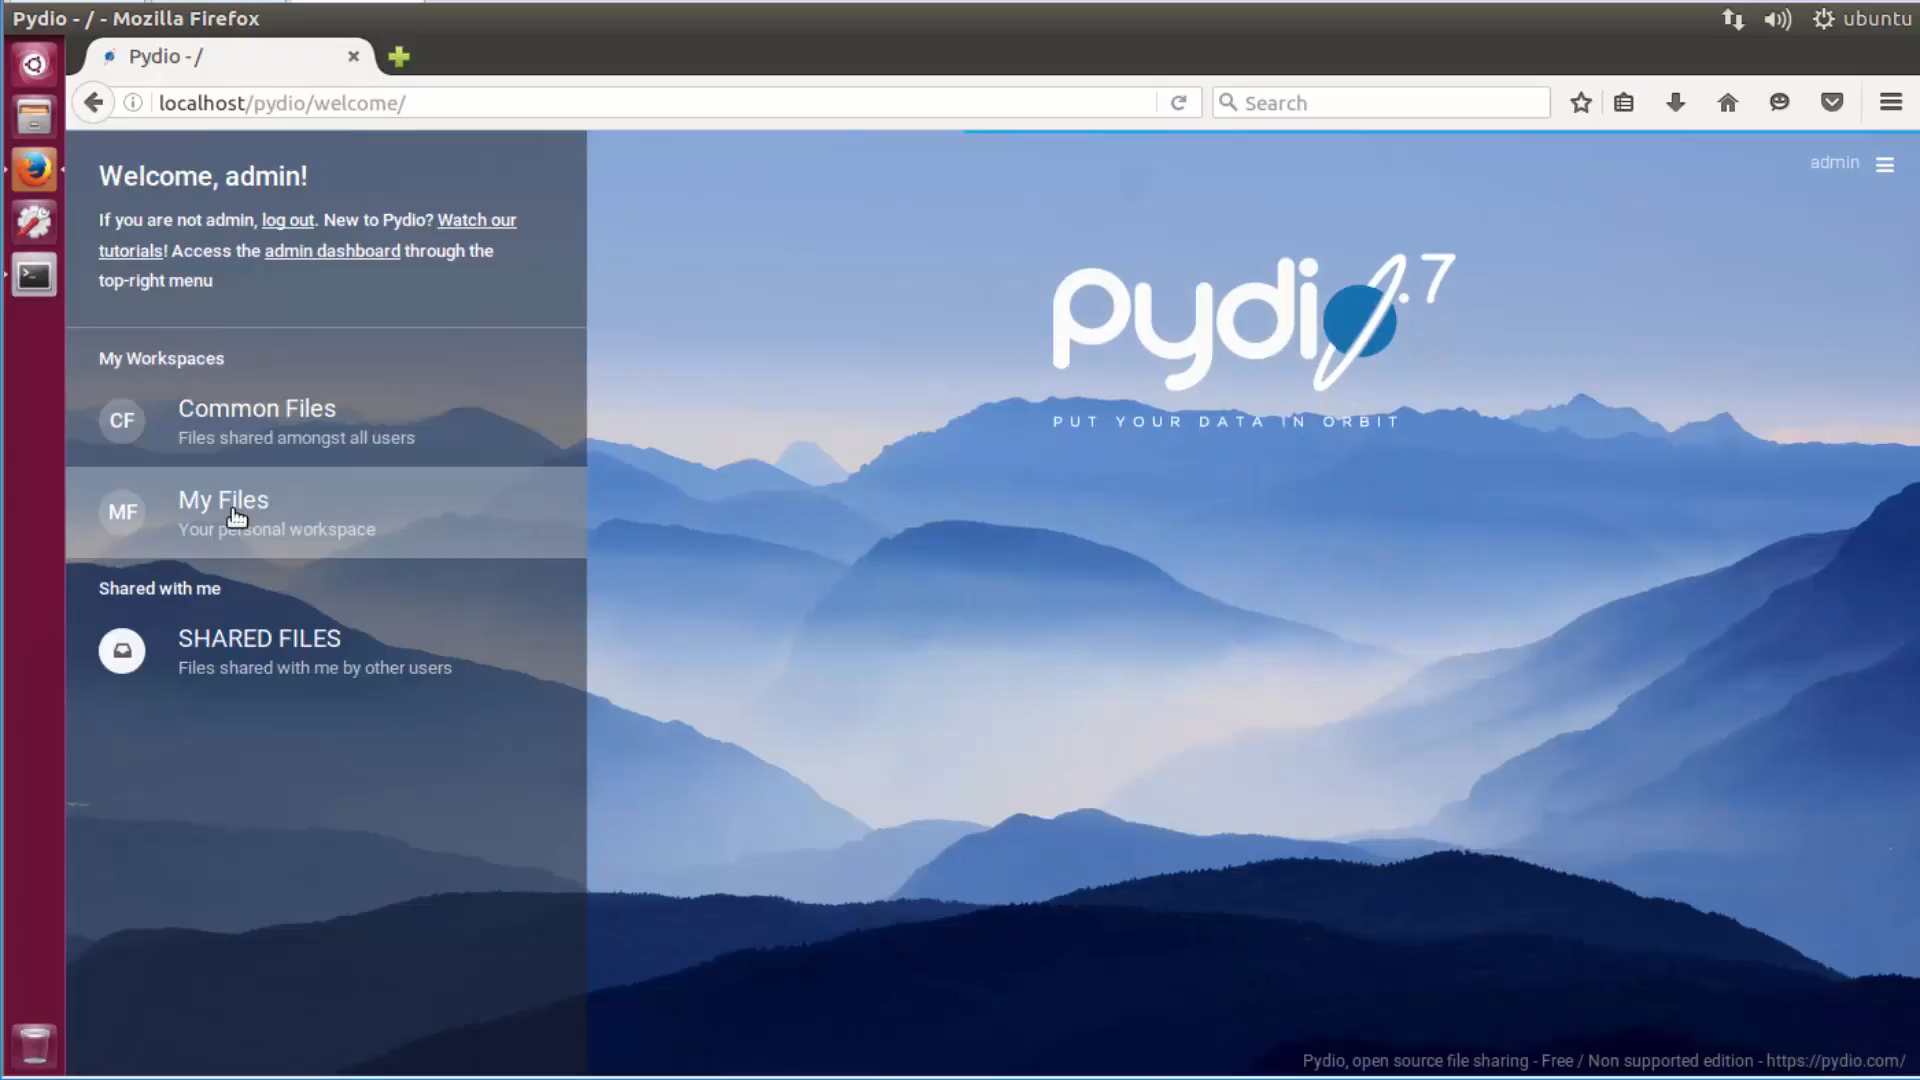 Pydio - / - Mozilla Firefox
ubuntu
Pydio - /
localhost/pydio/welcome/
Search
Welcome, admin!
If you are not admin, log out. New to Pydio? Watch our
tutorials! Access the admin dashboard through the
top-right menu
My Workspaces
CF
Common Files
Files shared amongst all users
MF
My Files
Your personal workspace
Shared with me
SHARED FILES
Files shared with me by other users
admin
pydio.7
PUT YOUR DATA IN ORBIT
Pydio, open source file sharing - Free / Non supported edition - https://pydio.com/